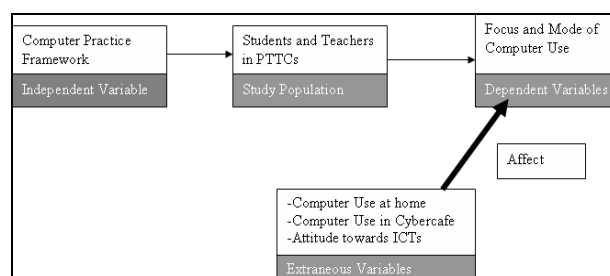 Computer Practice
Framework
Independent Variable
Students and Teachers
in PTTCs
Study Population
Focus and Mode of
Computer Use
Dependent Variables
Affect
-Computer Use at home
-Computer Use in Cybercafe
-Attitude towards ICTs
Extraneous Variables